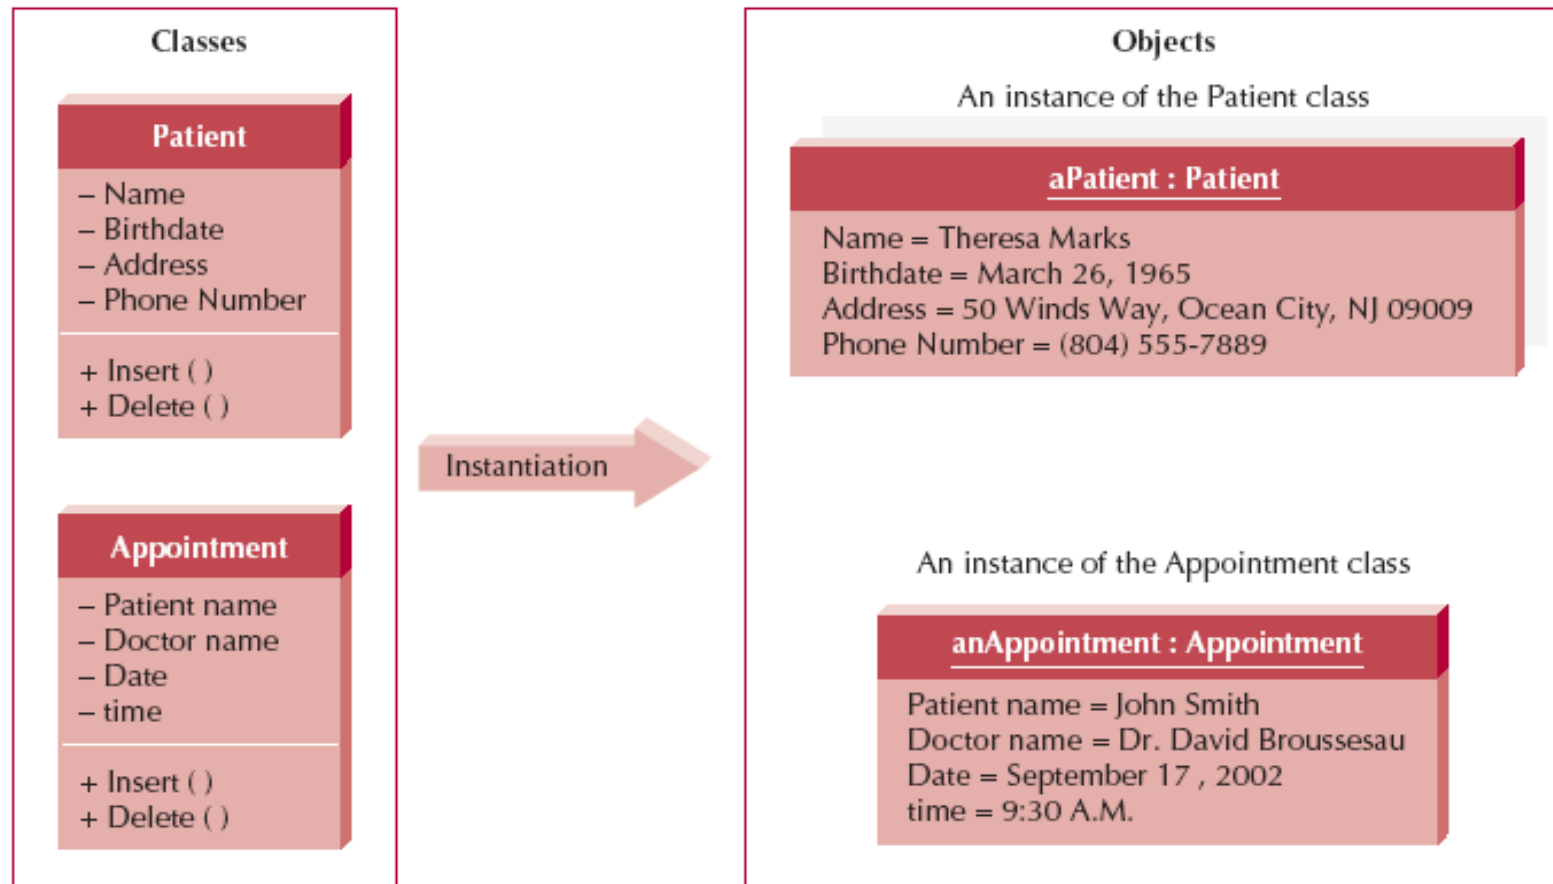 Classes
Patient
– Name
– Birthdate
– Address
– Phone Number
+ Insert ( )
+ Delete ( )
Appointment
– Patient name
– Doctor name
– Date
– time
+ Insert ( )
+ Delete ( )
Instantiation
Objects
An instance of the Patient class
aPatient : Patient
Name = Theresa Marks
Birthdate = March 26, 1965
Address = 50 Winds Way, Ocean City, NJ 09009
Phone Number = (804) 555-7889
An instance of the Appointment class
anAppointment : Appointment
Patient name = John Smith
Doctor name = Dr. David Broussesau
Date = September 17 , 2002
time = 9:30 A.M.